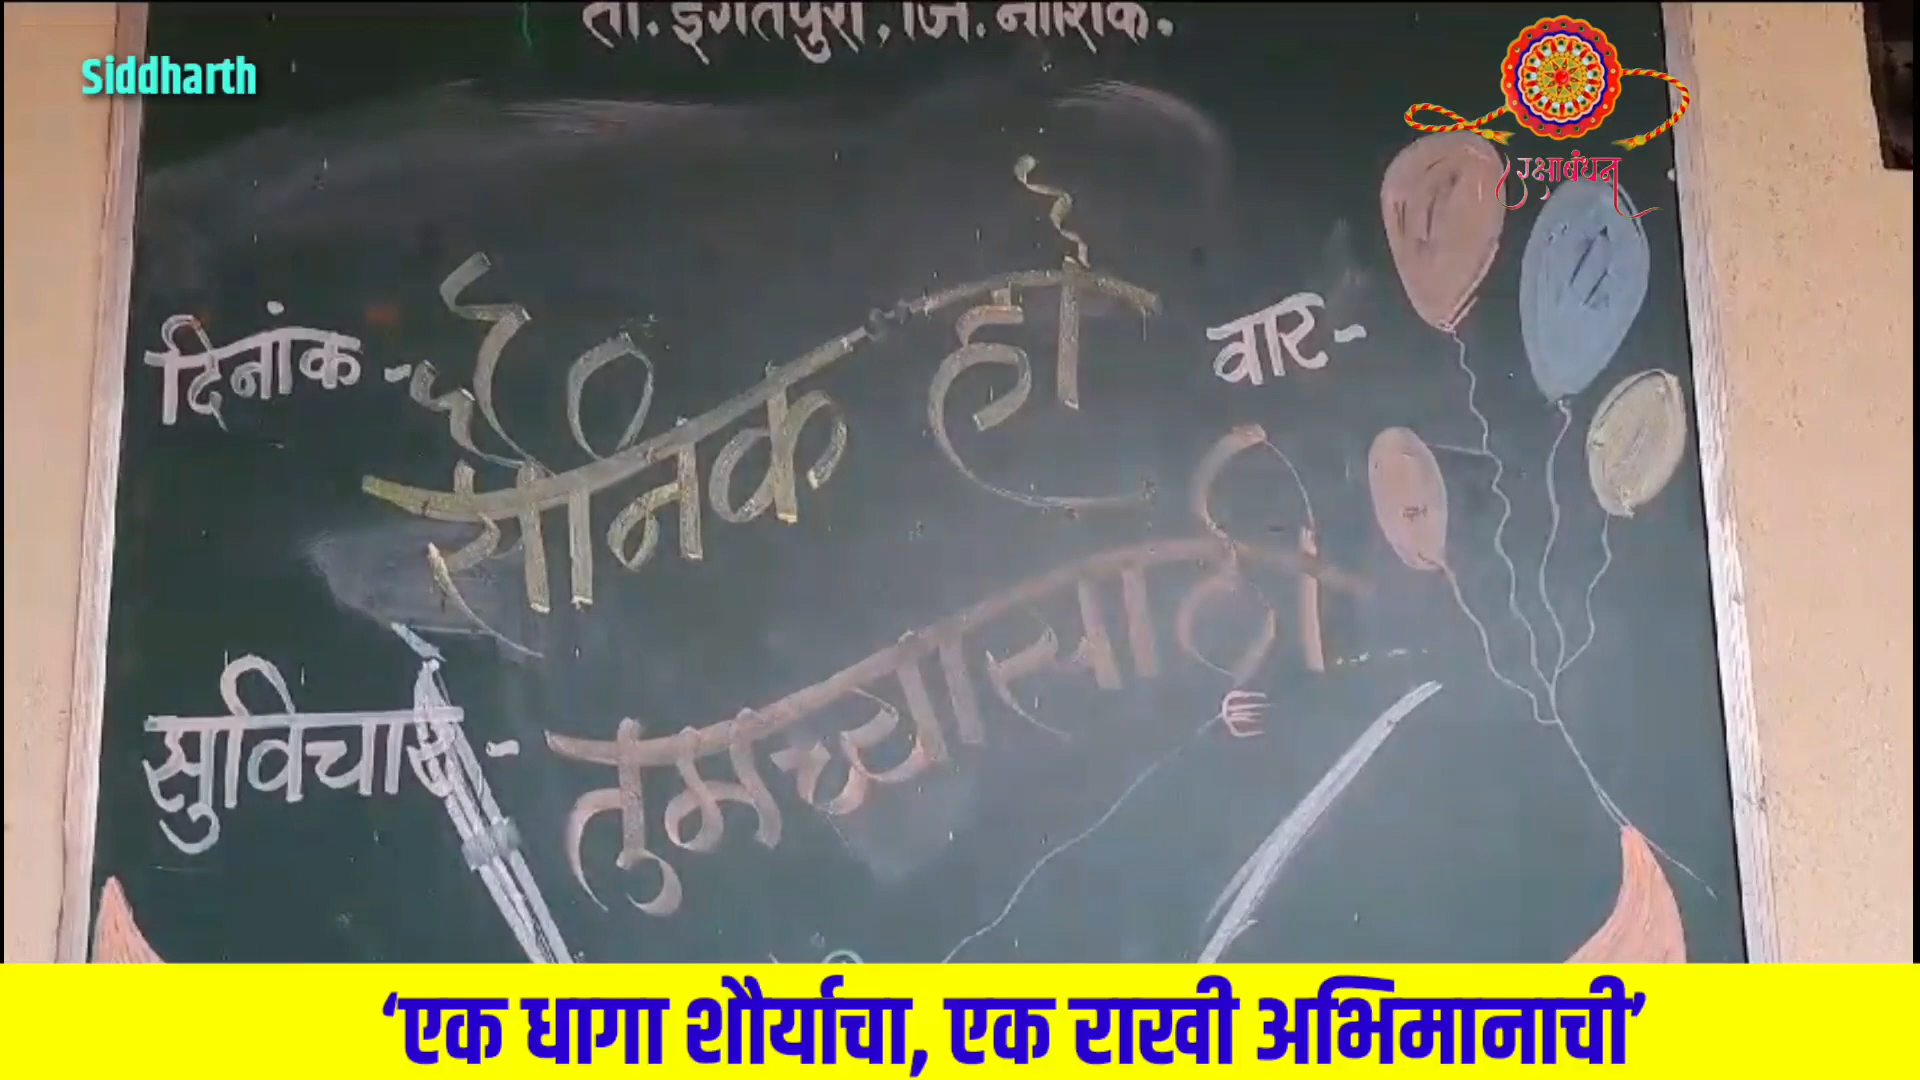 ता. इगतपुरी, जि. नाशिक.
Siddharth
रक्षाबंधन
दिनांक -
सैनिक हो
वार -
तुमच्यासाठी
सुविचार -
‘एक धागा शौर्याचा, एक राखी अभिमानाची’